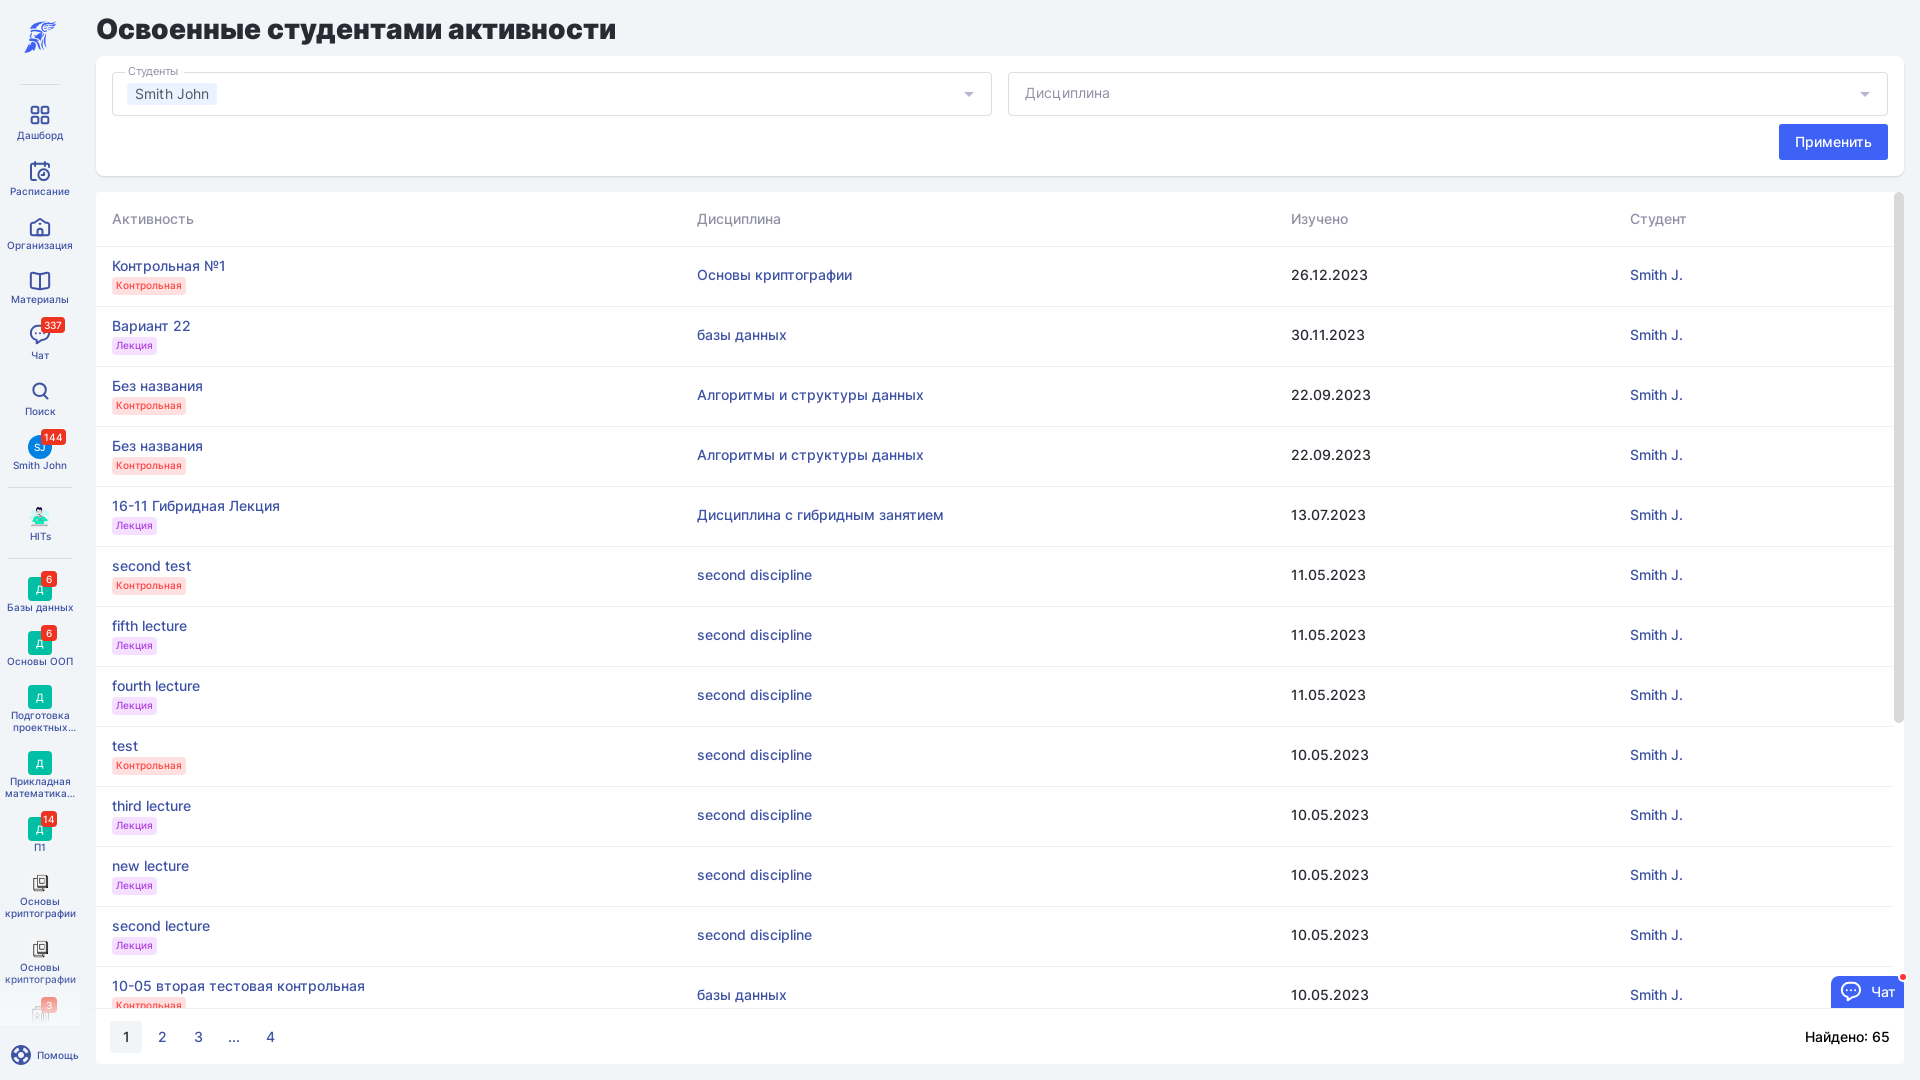 Освоенные студентами активности
Студенты
Smith John
Дисциплина
Применить
Дашборд
Расписание
Организация
Материалы
337
Чат
Поиск
144
SJ
Smith John
HITs
6
Д
Базы данных
6
Д
Основы ООП
Д
Подготовка
проектных...
Д
Прикладная
математика...
14
Д
П1
Основы
криптографии
Основы
криптографии
3
Помощь
Активность Дисциплина Изучено Студент
Контрольная №1
Контрольная
Основы криптографии 26.12.2023 Smith J.
Вариант 22
Лекция
базы данных 30.11.2023 Smith J.
Без названия
Контрольная
Алгоритмы и структуры данных 22.09.2023 Smith J.
Без названия
Контрольная
Алгоритмы и структуры данных 22.09.2023 Smith J.
16-11 Гибридная Лекция
Лекция
Дисциплина с гибридным занятием 13.07.2023 Smith J.
second test
Контрольная
second discipline 11.05.2023 Smith J.
fifth lecture
Лекция
second discipline 11.05.2023 Smith J.
fourth lecture
Лекция
second discipline 11.05.2023 Smith J.
test
Контрольная
second discipline 10.05.2023 Smith J.
third lecture
Лекция
second discipline 10.05.2023 Smith J.
new lecture
Лекция
second discipline 10.05.2023 Smith J.
second lecture
Лекция
second discipline 10.05.2023 Smith J.
10-05 вторая тестовая контрольная
Контрольная
базы данных 10.05.2023 Smith J.
Чат
1 2 3 ... 4
Найдено: 65